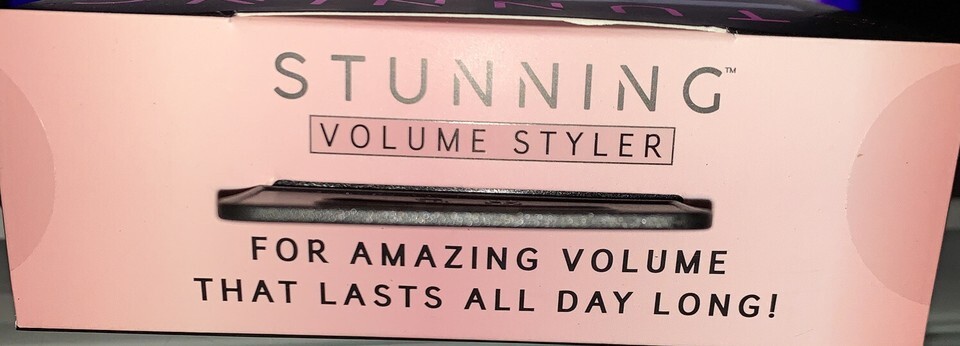 STUNNING™
VOLUME STYLER
FOR AMAZING VOLUME
THAT LASTS ALL DAY LONG!